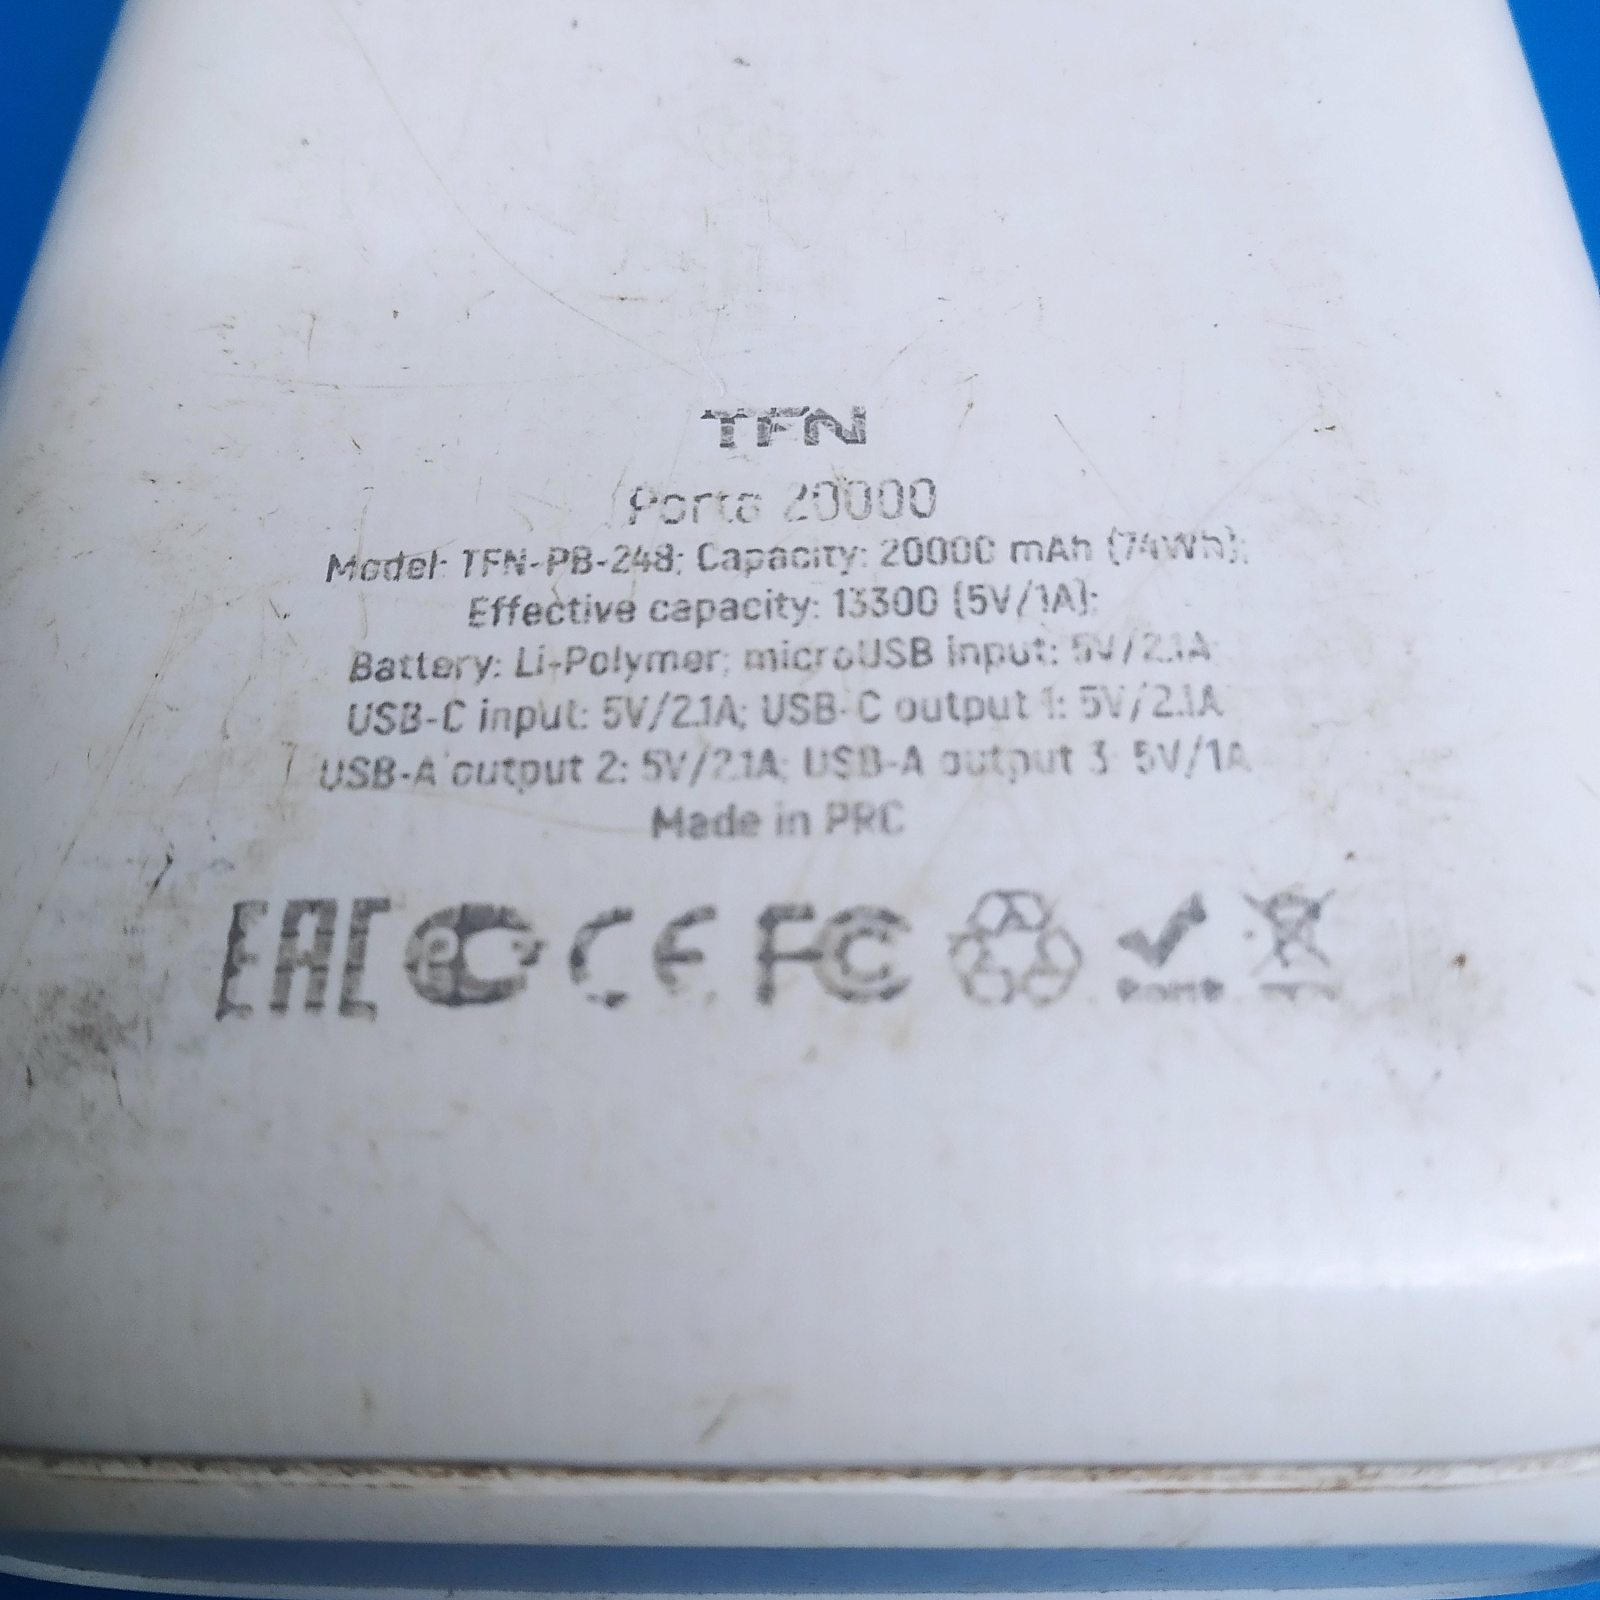 TFN
Porta 20000
Model: TFN-PB-248; Capacity: 20000 mAh (74Wh);
Effective capacity: 13300 (5V/1A);
Battery: Li-Polymer; microUSB input: 5V/2.1A;
USB-C input: 5V/2.1A; USB-C output 1: 5V/2.1A
USB-A output 2: 5V/2.1A; USB-A output 3: 5V/1A
Made in PRC
EAC CE FC RoHS